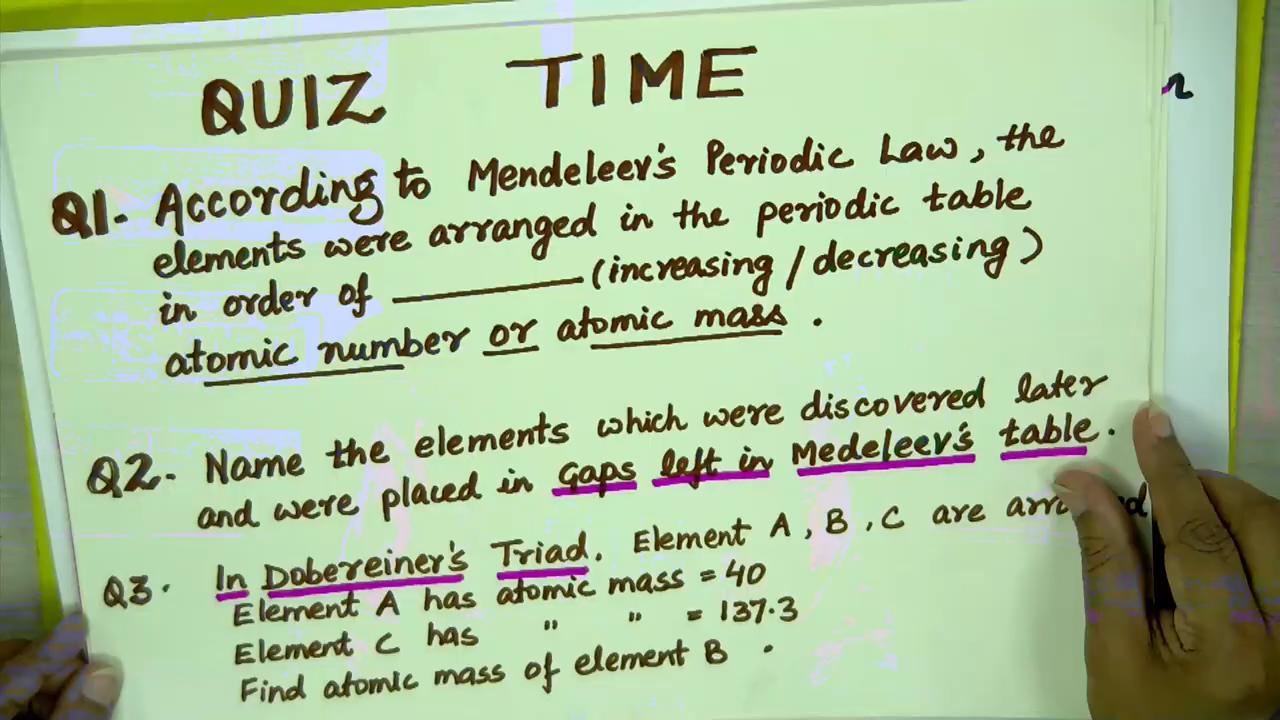 QUIZ TIME
Q1. According to Mendeleev's Periodic Law, the
elements were arranged in the periodic table
in order of ________ (increasing / decreasing)
atomic number or atomic mass.
Q2. Name the elements which were discovered later
and were placed in Gaps left in Medeleev's table.
Q3. In Dobereiner's Triad. Element A, B, C are
Element A has atomic mass = 40
Element C has " " = 137.3
Find atomic mass of element B.